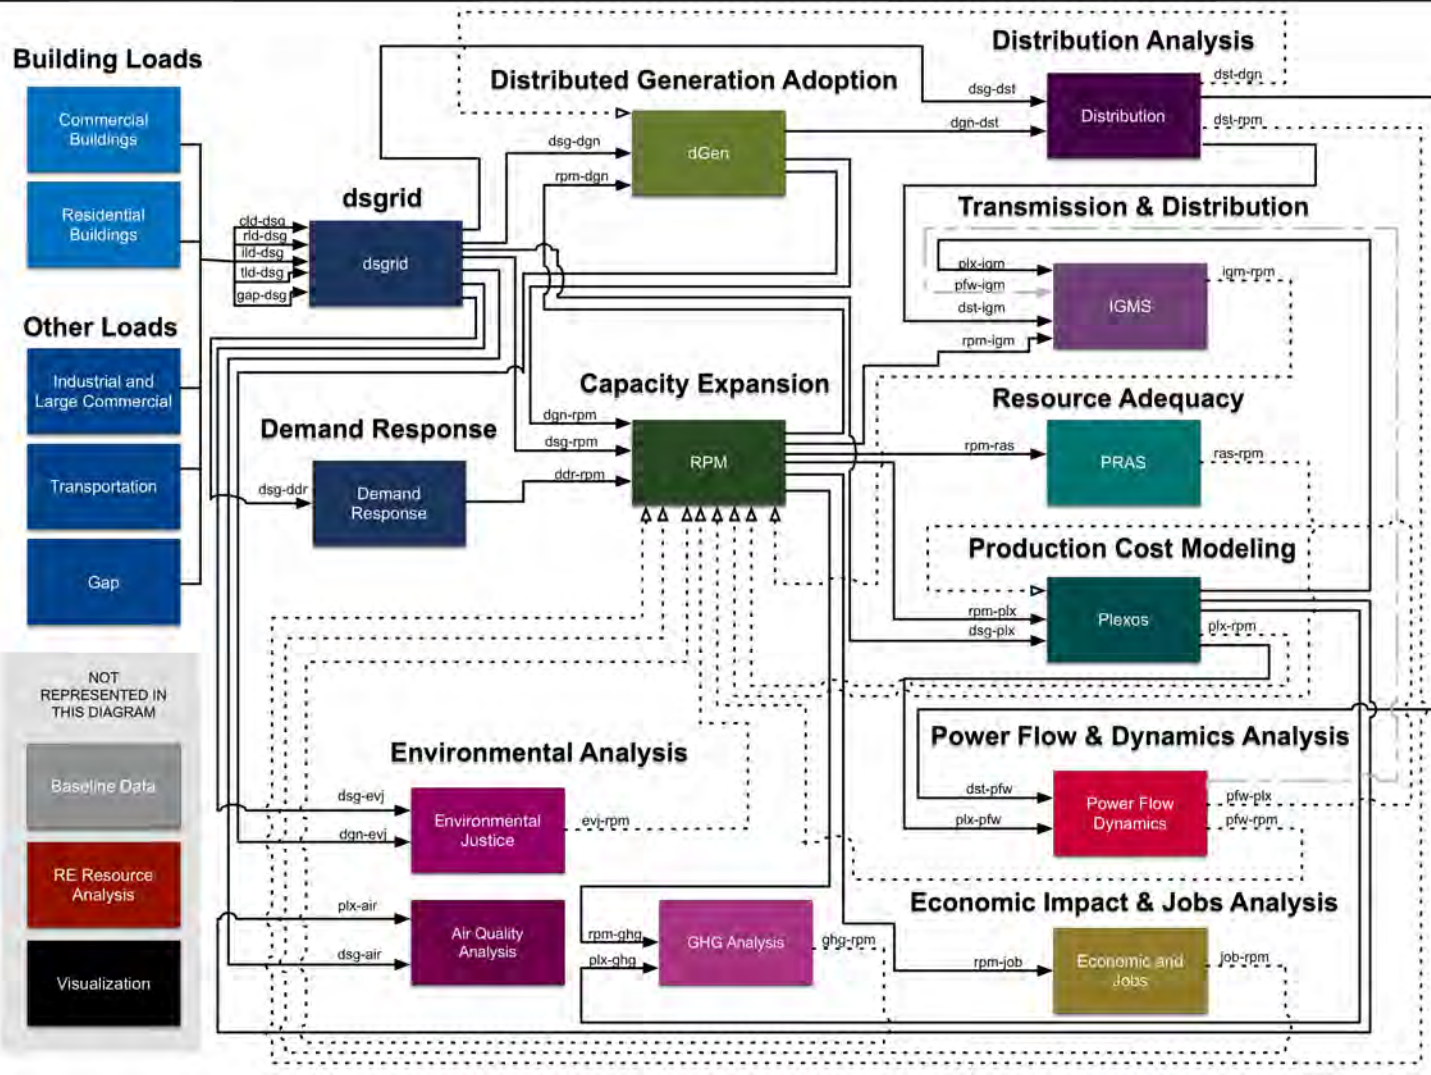 Building Loads
Commercial
Buildings
Residential
Buildings
Other Loads
Industrial and
Large Commercial
Transportation
Gap
NOT
REPRESENTED IN
THIS DIAGRAM
Baseline Data
RE Resource
Analysis
Visualization
dsgrid
cld-dsg
rld-dsg
ild-dsg
tld-dsg
gap-dsg
dsgrid
Demand Response
dsg-ddr
Demand
Response
Distributed Generation Adoption
dsg-dgn
rpm-dgn
dGen
Capacity Expansion
dgn-rpm
dsg-rpm
ddr-rpm
RPM
Environmental Analysis
dsg-evj
dgn-evj
Environmental
Justice
evj-rpm
plx-air
dsg-air
Air Quality
Analysis
rpm-ghg
plx-ghg
GHG Analysis
ghg-rpm
Distribution Analysis
dsg-dst
dgn-dst
Distribution
dst-dgn
dst-rpm
Transmission & Distribution
plx-igm
pfw-igm
dst-igm
rpm-igm
IGMS
igm-rpm
Resource Adequacy
rpm-ras
PRAS
ras-rpm
Production Cost Modeling
rpm-plx
dsg-plx
Plexos
plx-rpm
Power Flow & Dynamics Analysis
dst-pfw
plx-pfw
Power Flow
Dynamics
pfw-plx
pfw-rpm
Economic Impact & Jobs Analysis
rpm-job
Economic and
Jobs
job-rpm